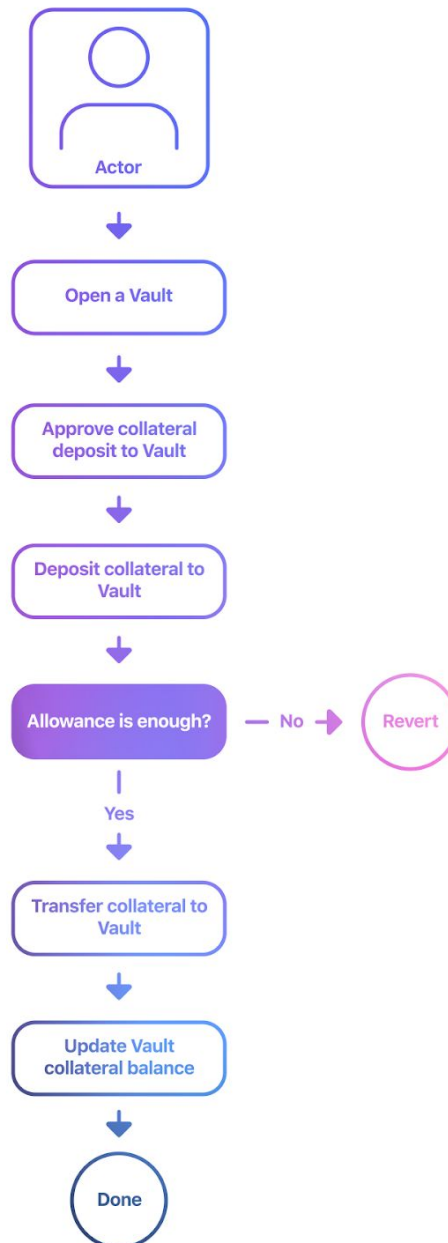 Actor
Open a Vault
Approve collateral
deposit to Vault
Deposit collateral to
Vault
Allowance is enough?
No
Revert
Yes
Transfer collateral to
Vault
Update Vault
collateral balance
Done